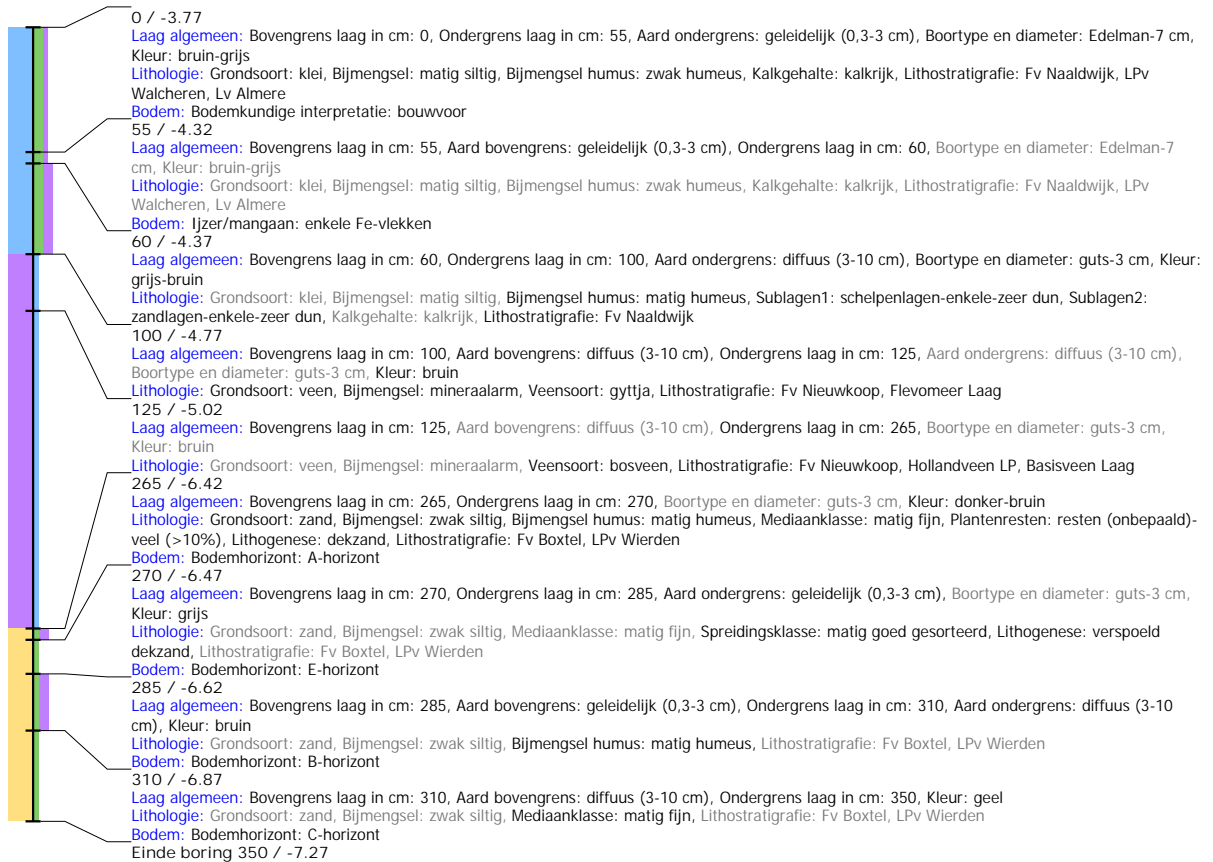 0 / -3.77
Laag algemeen: Bovengrens laag in cm: 0, Ondergrens laag in cm: 55, Aard ondergrens: geleidelijk (0,3-3 cm), Boortype en diameter: Edelman-7 cm,
Kleur: bruin-grijs
Lithologie: Grondsoort: klei, Bijmengsel: matig siltig, Bijmengsel humus: zwak humeus, Kalkgehalte: kalkrijk, Lithostratigrafie: Fv Naaldwijk, LPv
Walcheren, Lv Almere
Bodem: Bodemkundige interpretatie: bouwvoor
55 / -4.32
Laag algemeen: Bovengrens laag in cm: 55, Aard bovengrens: geleidelijk (0,3-3 cm), Ondergrens laag in cm: 60, Boortype en diameter: Edelman-7
cm, Kleur: bruin-grijs
Lithologie: Grondsoort: klei, Bijmengsel: matig siltig, Bijmengsel humus: zwak humeus, Kalkgehalte: kalkrijk, Lithostratigrafie: Fv Naaldwijk, LPv
Walcheren, Lv Almere
Bodem: Ijzer/mangaan: enkele Fe-vlekken
60 / -4.37
Laag algemeen: Bovengrens laag in cm: 60, Ondergrens laag in cm: 100, Aard ondergrens: diffuus (3-10 cm), Boortype en diameter: guts-3 cm, Kleur:
grijs-bruin
Lithologie: Grondsoort: klei, Bijmengsel: matig siltig, Bijmengsel humus: matig humeus, Sublagen1: schelpenlagen-enkele-zeer dun, Sublagen2:
zandlagen-enkele-zeer dun, Kalkgehalte: kalkrijk, Lithostratigrafie: Fv Naaldwijk
100 / -4.77
Laag algemeen: Bovengrens laag in cm: 100, Aard bovengrens: diffuus (3-10 cm), Ondergrens laag in cm: 125, Aard ondergrens: diffuus (3-10 cm),
Boortype en diameter: guts-3 cm, Kleur: bruin
Lithologie: Grondsoort: veen, Bijmengsel: mineraalarm, Veensoort: gyttja, Lithostratigrafie: Fv Nieuwkoop, Flevomeer Laag
125 / -5.02
Laag algemeen: Bovengrens laag in cm: 125, Aard bovengrens: diffuus (3-10 cm), Ondergrens laag in cm: 265, Boortype en diameter: guts-3 cm,
Kleur: bruin
Lithologie: Grondsoort: veen, Bijmengsel: mineraalarm, Veensoort: bosveen, Lithostratigrafie: Fv Nieuwkoop, Hollandveen LP, Basisveen Laag
265 / -6.42
Laag algemeen: Bovengrens laag in cm: 265, Ondergrens laag in cm: 270, Boortype en diameter: guts-3 cm, Kleur: donker-bruin
Lithologie: Grondsoort: zand, Bijmengsel: zwak siltig, Bijmengsel humus: matig humeus, Mediaanklasse: matig fijn, Plantenresten: resten (onbepaald)-
veel (>10%), Lithogenese: dekzand, Lithostratigrafie: Fv Boxtel, LPv Wierden
Bodem: Bodemhorizont: A-horizont
270 / -6.47
Laag algemeen: Bovengrens laag in cm: 270, Ondergrens laag in cm: 285, Aard ondergrens: geleidelijk (0,3-3 cm), Boortype en diameter: guts-3 cm,
Kleur: grijs
Lithologie: Grondsoort: zand, Bijmengsel: zwak siltig, Mediaanklasse: matig fijn, Spreidingsklasse: matig goed gesorteerd, Lithogenese: verspoeld
dekzand, Lithostratigrafie: Fv Boxtel, LPv Wierden
Bodem: Bodemhorizont: E-horizont
285 / -6.62
Laag algemeen: Bovengrens laag in cm: 285, Aard bovengrens: geleidelijk (0,3-3 cm), Ondergrens laag in cm: 310, Aard ondergrens: diffuus (3-10
cm), Kleur: bruin
Lithologie: Grondsoort: zand, Bijmengsel: zwak siltig, Bijmengsel humus: matig humeus, Lithostratigrafie: Fv Boxtel, LPv Wierden
Bodem: Bodemhorizont: B-horizont
310 / -6.87
Laag algemeen: Bovengrens laag in cm: 310, Aard bovengrens: diffuus (3-10 cm), Ondergrens laag in cm: 350, Kleur: geel
Lithologie: Grondsoort: zand, Bijmengsel: zwak siltig, Mediaanklasse: matig fijn, Lithostratigrafie: Fv Boxtel, LPv Wierden
Bodem: Bodemhorizont: C-horizont
Einde boring 350 / -7.27